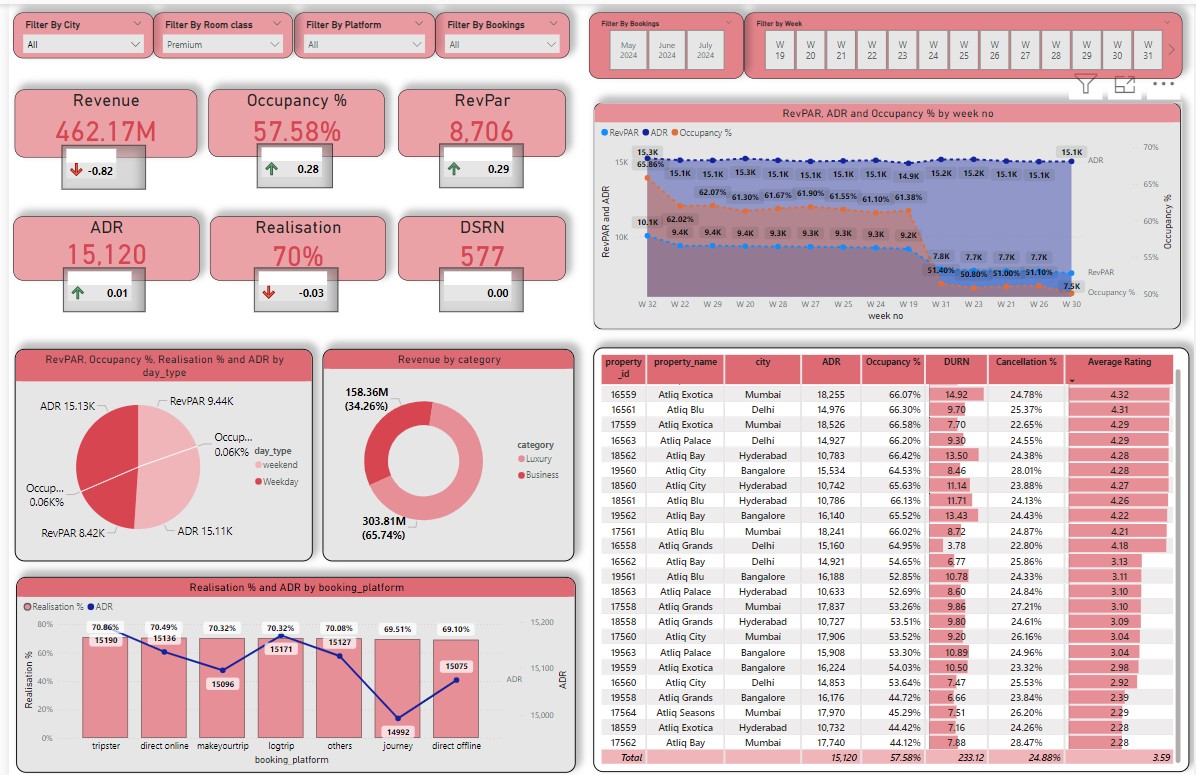 Filter By City
All
Filter By Room class
Premium
Filter By Platform
All
Filter By Bookings
All
Filter By Bookings
May 2024
June 2024
July 2024
Filter by Week
W 19
W 20
W 21
W 22
W 23
W 24
W 25
W 26
W 27
W 28
W 29
W 30
W 31
Revenue
462.17M
-0.82
Occupancy %
57.58%
0.28
RevPar
8,706
0.29
ADR
15,120
0.01
Realisation
70%
-0.03
DSRN
577
0.00
RevPAR, ADR and Occupancy % by week no
RevPAR ADR Occupancy %
RevPAR and ADR
15K
10K
15.3K 15.1K 15.1K 15.3K 15.1K 15.1K 15.1K 15.1K 14.9K 15.2K 15.2K 15.1K 15.1K 15.1K
65.86% 62.02% 62.07% 61.30% 61.67% 61.90% 61.55% 61.10% 61.38% 51.40% 50.80% 51.00% 51.10%
10.1K 9.4K 9.4K 9.4K 9.3K 9.3K 9.3K 9.3K 9.2K 7.8K 7.7K 7.7K 7.7K 7.5K
ADR
RevPAR
Occupancy %
70%
65%
60%
55%
50%
Occupancy %
W 32 W 22 W 29 W 20 W 28 W 27 W 25 W 24 W 19 W 31 W 23 W 21 W 26 W 30
week no
RevPAR, Occupancy %, Realisation % and ADR by
day_type
ADR 15.13K
RevPAR 9.44K
Occup...
0.06K%
Occup...
0.06K%
RevPAR 8.42K
ADR 15.11K
day_type
weekend
Weekday
Revenue by category
158.36M
(34.26%)
303.81M
(65.74%)
category
Luxury
Business
Realisation % and ADR by booking_platform
Realisation % ADR
Realisation %
80%
60%
40%
20%
0%
70.86% 70.49% 70.32% 70.32% 70.08% 69.51% 69.10%
15190 15136 15096 15171 15127 14992 15075
15,200
15,100
15,000
ADR
ADR
tripster direct online makeyourtrip logtrip others journey direct offline
booking_platform
property_id property_name city ADR Occupancy % DURN Cancellation % Average Rating
16559 Atliq Exotica Mumbai 18,255 66.07% 14.92 24.78% 4.32
16561 Atliq Blu Delhi 14,976 66.30% 9.70 25.37% 4.31
17559 Atliq Exotica Mumbai 18,526 66.58% 7.70 22.65% 4.29
16563 Atliq Palace Delhi 14,927 66.20% 9.30 24.55% 4.29
18562 Atliq Bay Hyderabad 10,783 66.42% 13.50 24.38% 4.28
19560 Atliq City Bangalore 15,534 64.53% 8.46 28.01% 4.28
18560 Atliq City Hyderabad 10,742 65.63% 11.14 23.88% 4.27
18561 Atliq Blu Hyderabad 10,786 66.13% 11.71 24.13% 4.26
19562 Atliq Bay Bangalore 16,140 65.52% 13.43 24.43% 4.22
17561 Atliq Blu Mumbai 18,241 66.02% 8.72 24.87% 4.21
16558 Atliq Grands Delhi 15,160 64.95% 3.78 22.80% 4.18
16562 Atliq Bay Delhi 14,921 54.65% 6.77 25.86% 3.13
19561 Atliq Blu Bangalore 16,188 52.85% 10.78 24.33% 3.11
18563 Atliq Palace Hyderabad 10,633 52.69% 8.60 24.84% 3.10
17558 Atliq Grands Mumbai 17,837 53.26% 9.86 27.21% 3.10
18558 Atliq Grands Hyderabad 10,727 53.51% 9.80 24.61% 3.09
17560 Atliq City Mumbai 17,906 53.52% 9.20 26.16% 3.04
19563 Atliq Palace Bangalore 15,908 53.30% 10.89 24.96% 3.04
19559 Atliq Exotica Bangalore 16,224 54.03% 10.50 23.32% 2.98
16560 Atliq City Delhi 14,853 53.64% 7.47 25.53% 2.92
19558 Atliq Grands Bangalore 16,176 44.72% 6.66 23.84% 2.39
17564 Atliq Seasons Mumbai 17,970 45.29% 7.51 26.20% 2.29
18559 Atliq Exotica Hyderabad 10,732 44.42% 7.16 24.26% 2.28
17562 Atliq Bay Mumbai 17,740 44.12% 7.88 28.47% 2.28
Total 15,120 57.58% 233.12 24.88% 3.59